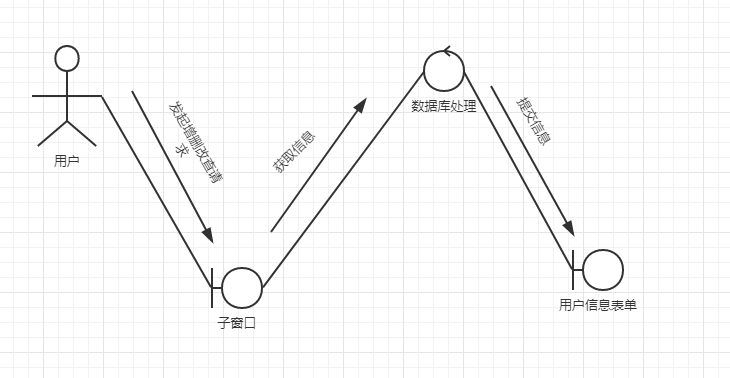 用户
发起增删改查请
求
子窗口
获取信息
数据库处理
提交信息
用户信息表单